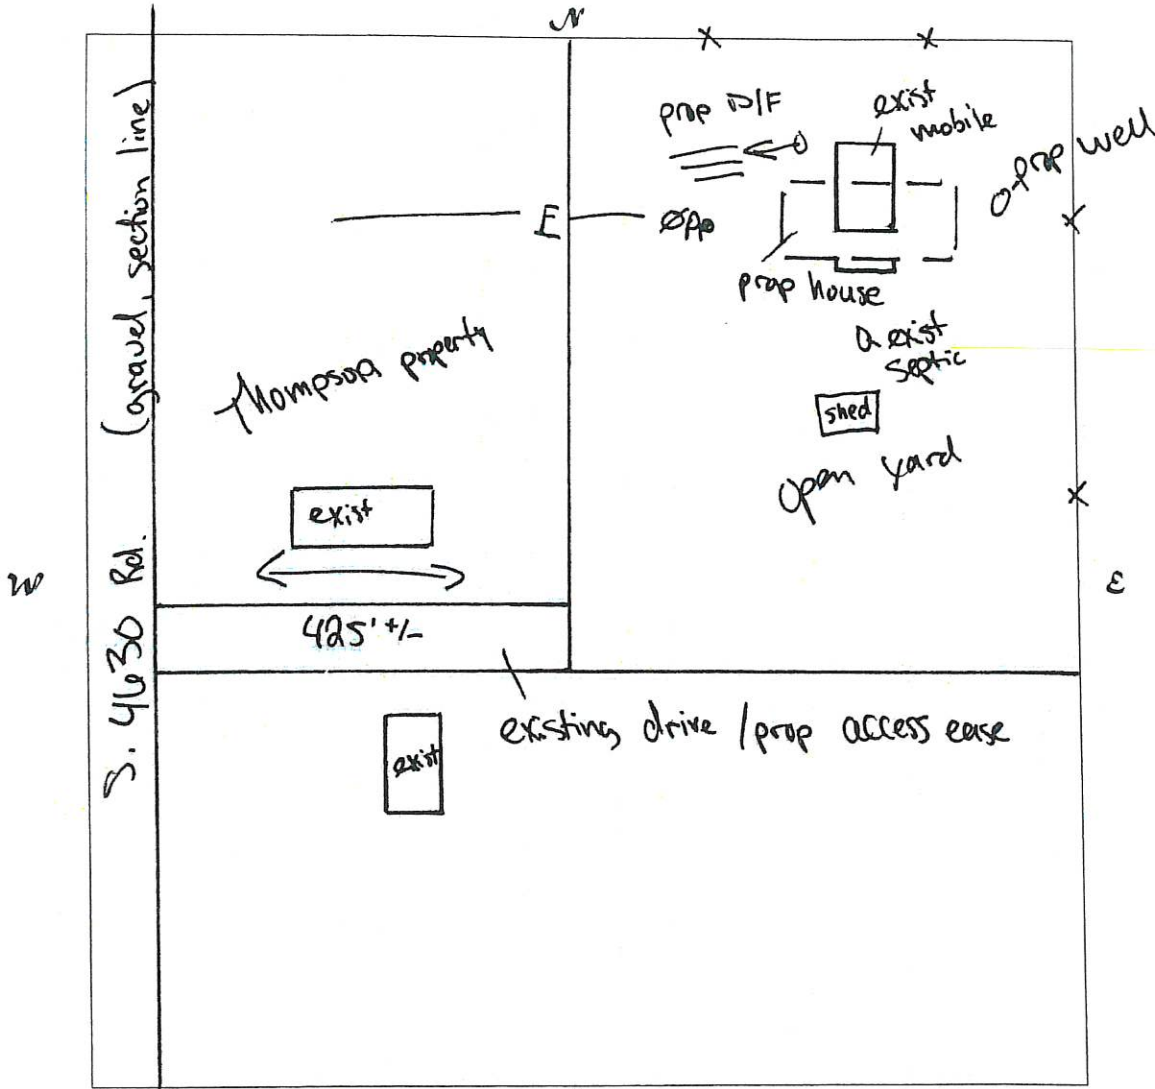 N
prop D/F
exist
mobile
prop well
E
prop house
exist
septic
shed
open yard
Thompson property
exist
425' +/-
S. 4630 Rd. (gravel, section line)
W
E
existing drive / prop access ease
exist